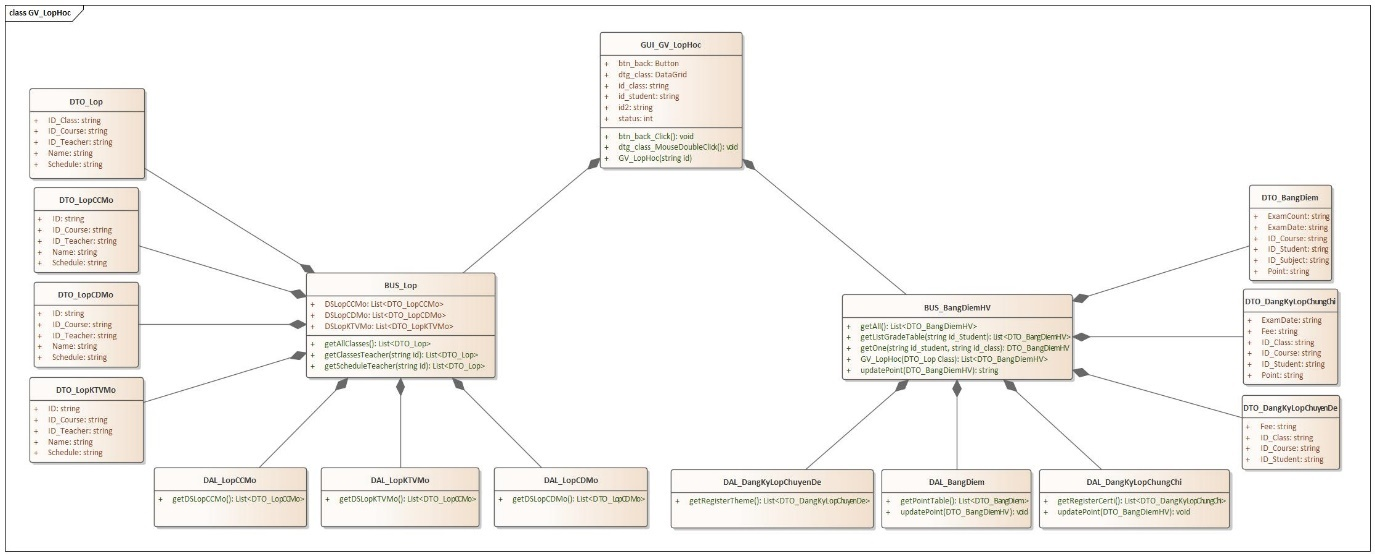 class GV_LopHoc
GUI_GV_LopHoc
+ btn_back: Button
+ dtg_class: DataGrid
+ id_class: string
+ id_student: string
+ id2: string
+ status: int
+ btn_back_Click(): void
+ dtg_class_MouseDoubleClick(): void
+ GV_LopHoc(string id)
DTO_Lop
+ ID_Class: string
+ ID_Course: string
+ ID_Teacher: string
+ Name: string
+ Schedule: string
DTO_LopCCMo
+ ID: string
+ ID_Course: string
+ ID_Teacher: string
+ Name: string
+ Schedule: string
DTO_LopCDMo
+ ID: string
+ ID_Course: string
+ ID_Teacher: string
+ Name: string
+ Schedule: string
DTO_LopKTVMo
+ ID: string
+ ID_Course: string
+ ID_Teacher: string
+ Name: string
+ Schedule: string
BUS_Lop
+ DSLopCCMo: List<DTO_LopCCMo>
+ DSLopCDMo: List<DTO_LopCDMo>
+ DSLopKTVMo: List<DTO_LopKTVMo>
+ getAllClasses(): List<DTO_Lop>
+ getClassesTeacher(string id): List<DTO_Lop>
+ getScheduleTeacher(string id): List<DTO_Lop>
BUS_BangDiemHV
+ getAll(): List<DTO_BangDiemHV>
+ getListGradeTable(string id_Student): List<DTO_BangDiemHV>
+ getOne(string id_student, string id_class): DTO_BangDiemHV
+ GV_LopHoc(DTO_Lop Class): List<DTO_BangDiemHV>
+ updatePoint(DTO_BangDiemHV): string
DTO_BangDiem
+ ExamCount: string
+ ExamDate: string
+ ID_Course: string
+ ID_Student: string
+ ID_Subject: string
+ Point: string
DTO_DangKyLopChungChi
+ ExamDate: string
+ Fee: string
+ ID_Class: string
+ ID_Course: string
+ ID_Student: string
+ Point: string
DTO_DangKyLopChuyenDe
+ Fee: string
+ ID_Class: string
+ ID_Course: string
+ ID_Student: string
DAL_LopCCMo
+ getDSLopCCMo(): List<DTO_LopCCMo>
DAL_LopKTVMo
+ getDSLopKTVMo(): List<DTO_LopKTVMo>
DAL_LopCDMo
+ getDSLopCDMo(): List<DTO_LopCDMo>
DAL_DangKyLopChuyenDe
+ getRegisterTheme(): List<DTO_DangKyLopChuyenDe>
DAL_BangDiem
+ getPointTable(): List<DTO_BangDiem>
+ updatePoint(DTO_BangDiemHV): void
DAL_DangKyLopChungChi
+ getRegisterCerti(): List<DTO_DangKyLopChungChi>
+ updatePoint(DTO_BangDiemHV): void